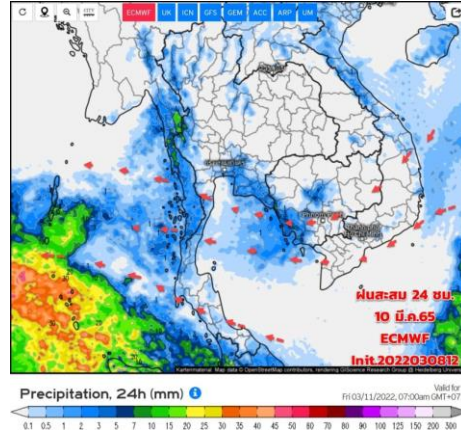 ECMWF UK ICN GFS GEM ACC ARP UM
ฝนสะสม 24 ชม.
10 มี.ค.65
ECMWF
Init.2022030812
Precipitation, 24h (mm)
Valid for
Fri 03/11/2022, 07:00am GMT+07
0.1 0.5 1 2 3 5 7 10 15 20 25 30 35 40 45 50 60 70 80 90 100 125 150 200 300